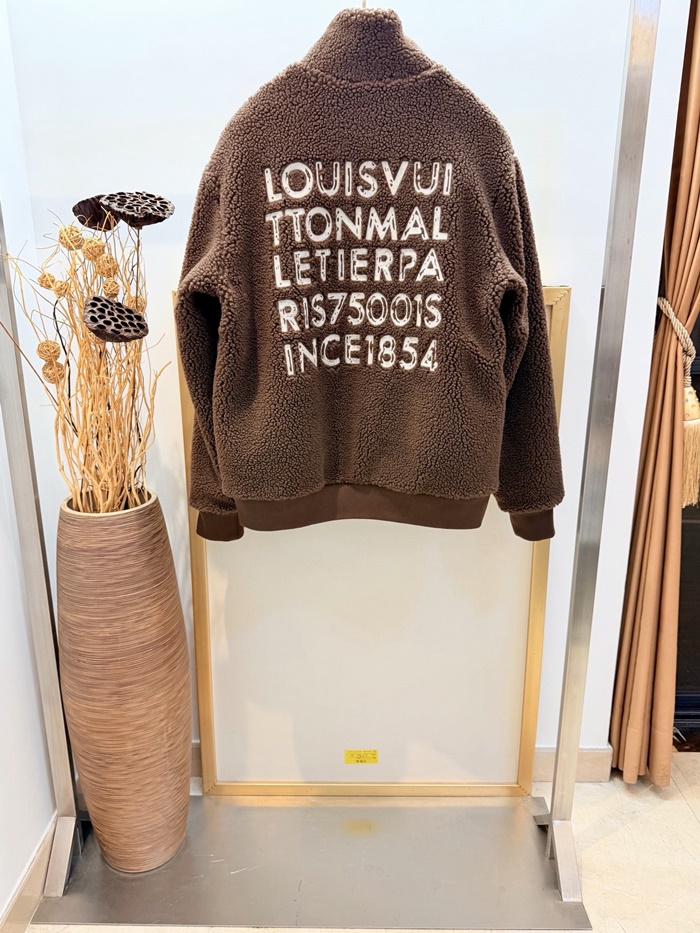 LOUISVUI
TTONMAL
LETIERPA
RIS75001S
INCE1854